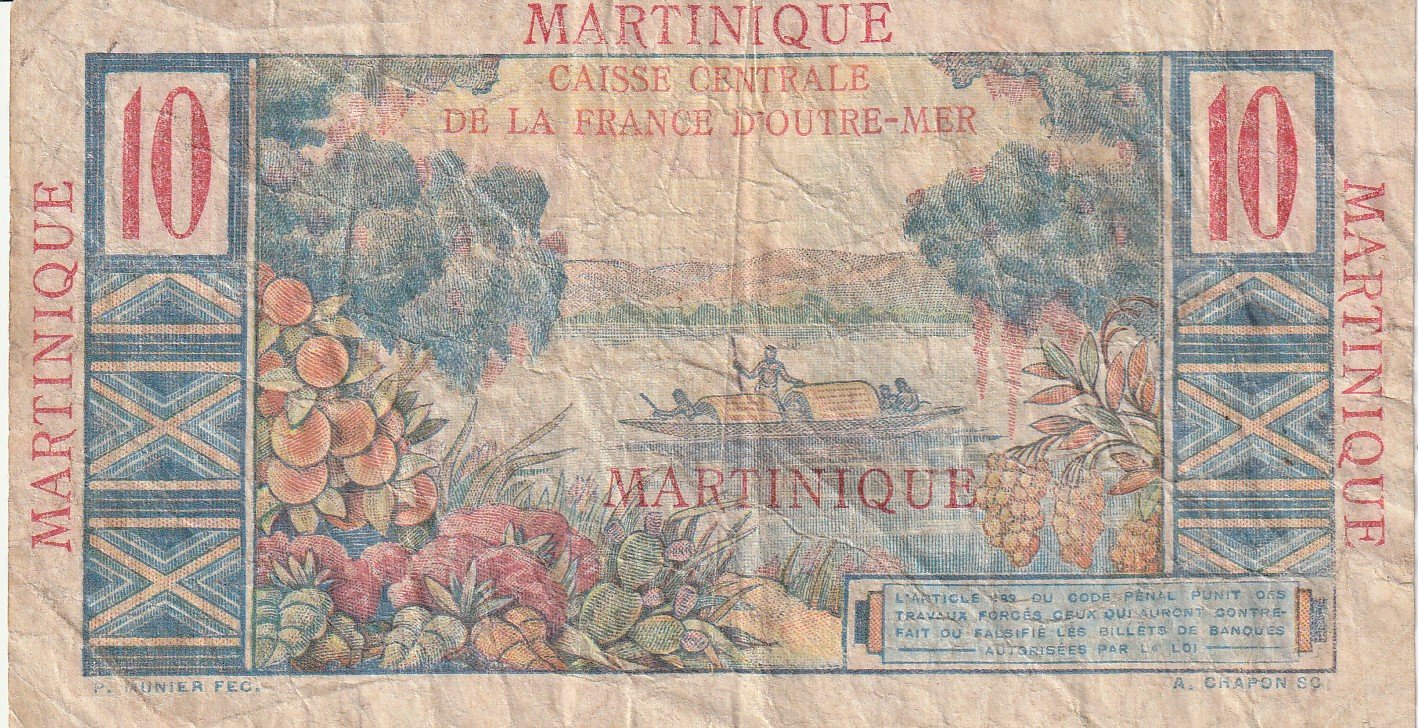 MARTINIQUE
CAISSE CENTRALE
DE LA FRANCE D'OUTRE-MER
10
10
MARTINIQUE
MARTINIQUE
MARTINIQUE
L'ARTICLE 139 DU CODE PÉNAL PUNIT DES
TRAVAUX FORCÉS CEUX QUI AURONT CONTRE-
FAIT OU FALSIFIÉ LES BILLETS DE BANQUES
AUTORISÉES PAR LA LOI
P. MUNIER FEC.
A. CHAPON SC.